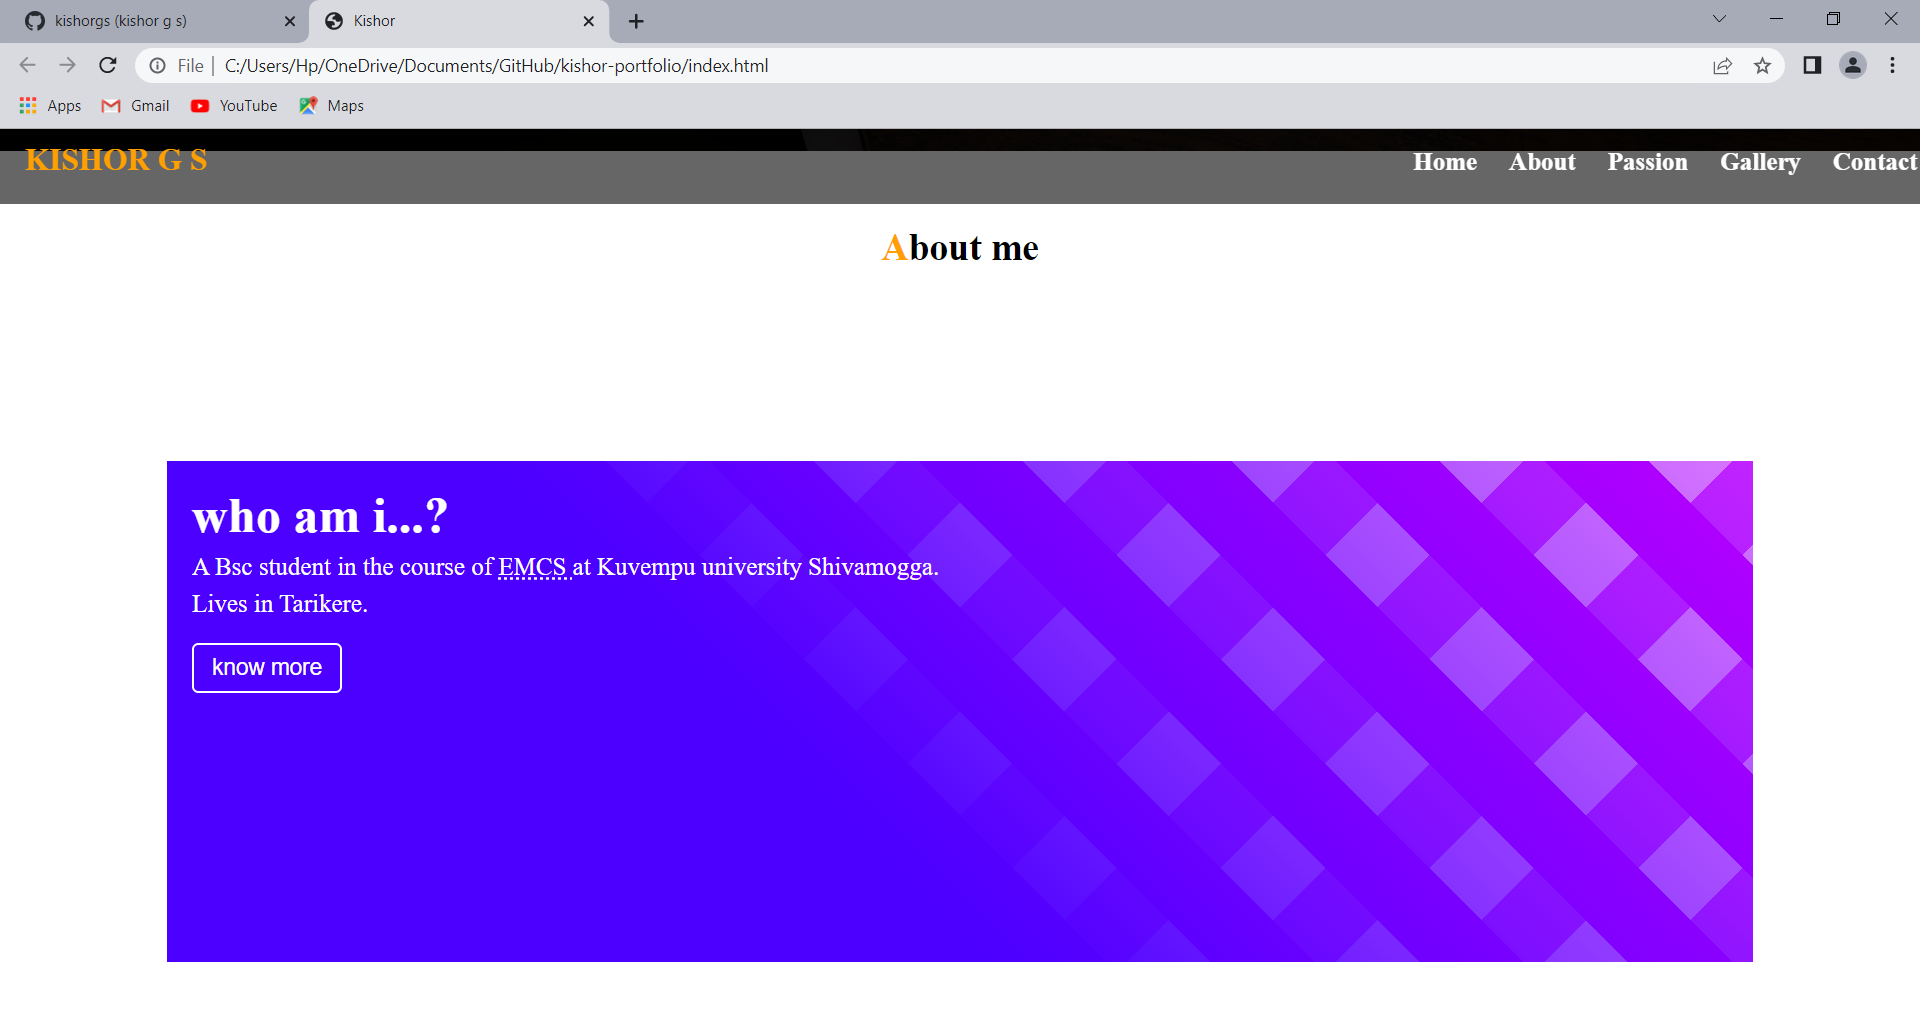 kishorgs (kishor g s)
Kishor
File | C:/Users/Hp/OneDrive/Documents/GitHub/kishor-portfolio/index.html
Apps Gmail YouTube Maps
KISHOR G S Home About Passion Gallery Contact
About me
who am i...?
A Bsc student in the course of EMCS at Kuvempu university Shivamogga.
Lives in Tarikere.
know more